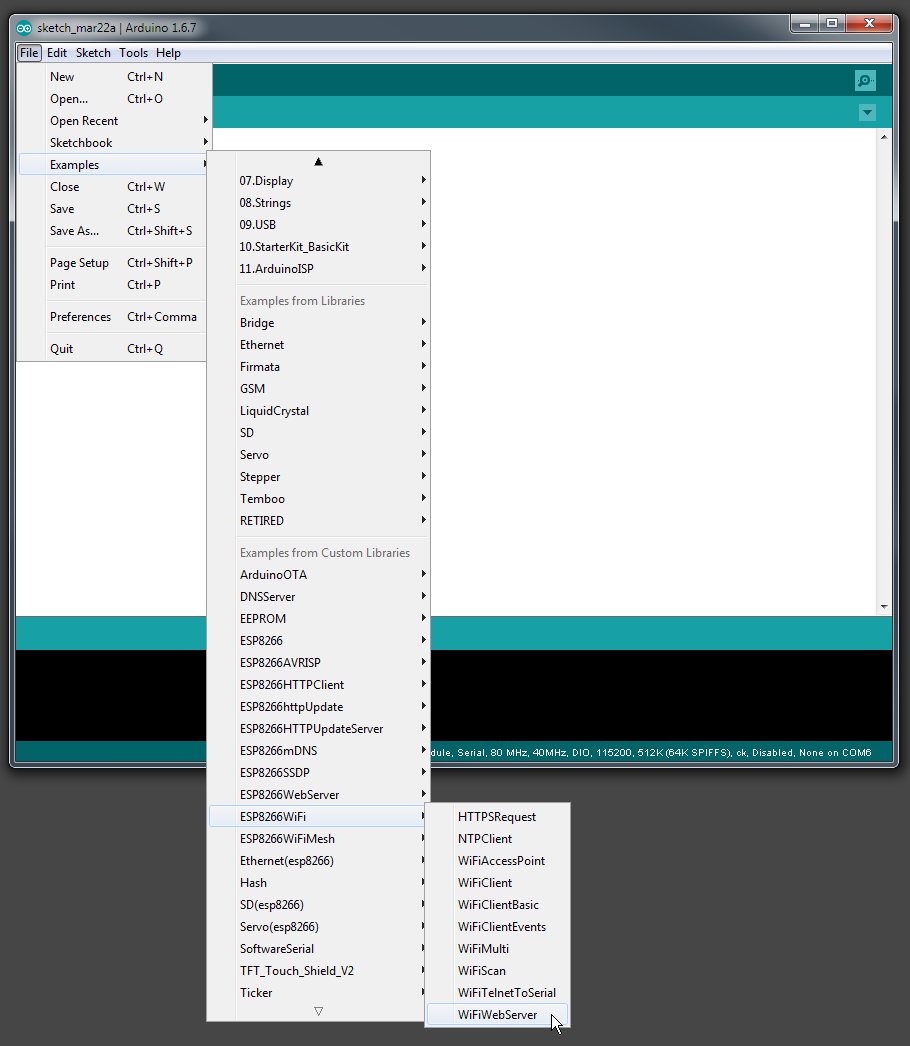 sketch_mar22a | Arduino 1.6.7
File Edit Sketch Tools Help
New Ctrl+N
Open... Ctrl+O
Open Recent
Sketchbook
Examples
Close Ctrl+W
Save Ctrl+S
Save As... Ctrl+Shift+S
Page Setup Ctrl+Shift+P
Print Ctrl+P
Preferences Ctrl+Comma
Quit Ctrl+Q
07.Display
08.Strings
09.USB
10.StarterKit_BasicKit
11.ArduinoISP
Examples from Libraries
Bridge
Ethernet
Firmata
GSM
LiquidCrystal
SD
Servo
Stepper
Temboo
RETIRED
Examples from Custom Libraries
ArduinoOTA
DNSServer
EEPROM
ESP8266
ESP8266AVRISP
ESP8266HTTPClient
ESP8266httpUpdate
ESP8266HTTPUpdateServer
ESP8266mDNS
ESP8266SSDP
ESP8266WebServer
ESP8266WiFi
ESP8266WiFiMesh
Ethernet(esp8266)
Hash
SD(esp8266)
Servo(esp8266)
SoftwareSerial
TFT_Touch_Shield_V2
Ticker
HTTPSRequest
NTPClient
WiFiAccessPoint
WiFiClient
WiFiClientBasic
WiFiClientEvents
WiFiMulti
WiFiScan
WiFiTelnetToSerial
WiFiWebServer
dule, Serial, 80 MHz, 40MHz, DIO, 115200, 512K (64K SPIFFS), ck, Disabled, None on COM6